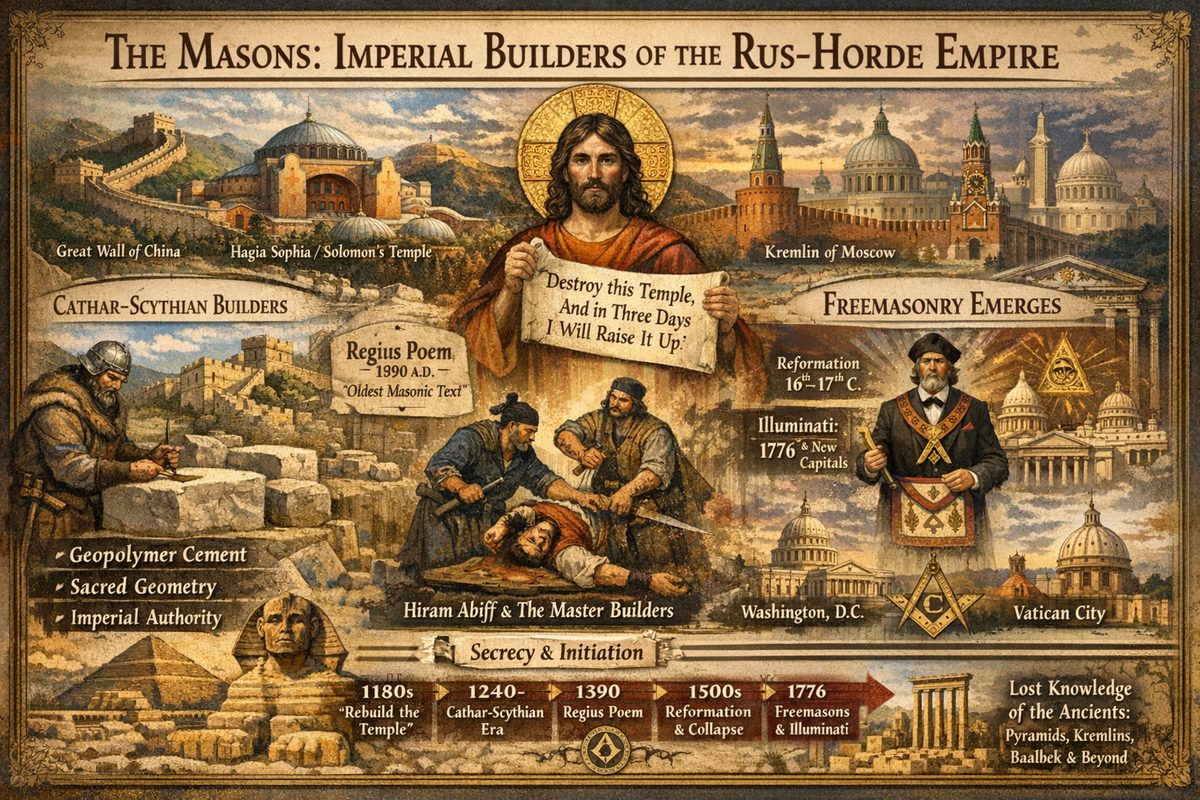 THE MASONS: IMPERIAL BUILDERS OF THE RUS-HORDE EMPIRE
Great Wall of China
Hagia Sophia / Solomon's Temple
Kremlin of Moscow
"Destroy this Temple,
And in Three Days
I Will Raise It Up."
CATHAR-SCYTHIAN BUILDERS
Regius Poem
1990 A.D.
"Oldest Masonic Text"
FREEMASONRY EMERGES
Reformation
16th–17th C.
Illuminati:
1776 & New
Capitals
Geopolymer Cement
Sacred Geometry
Imperial Authority
Hiram Abiff & The Master Builders
Washington, D.C.
C
Vatican City
Secrecy & Initiation
1180s
"Rebuild the
Temple"
1240–
Cathar-Scythian
Era
1390
Regius Poem
1500s
Reformation
& Collapse
1776
Freemasons
& Illuminati
Lost Knowledge
of the Ancients:
Pyramids, Kremlins,
Baalbek & Beyond